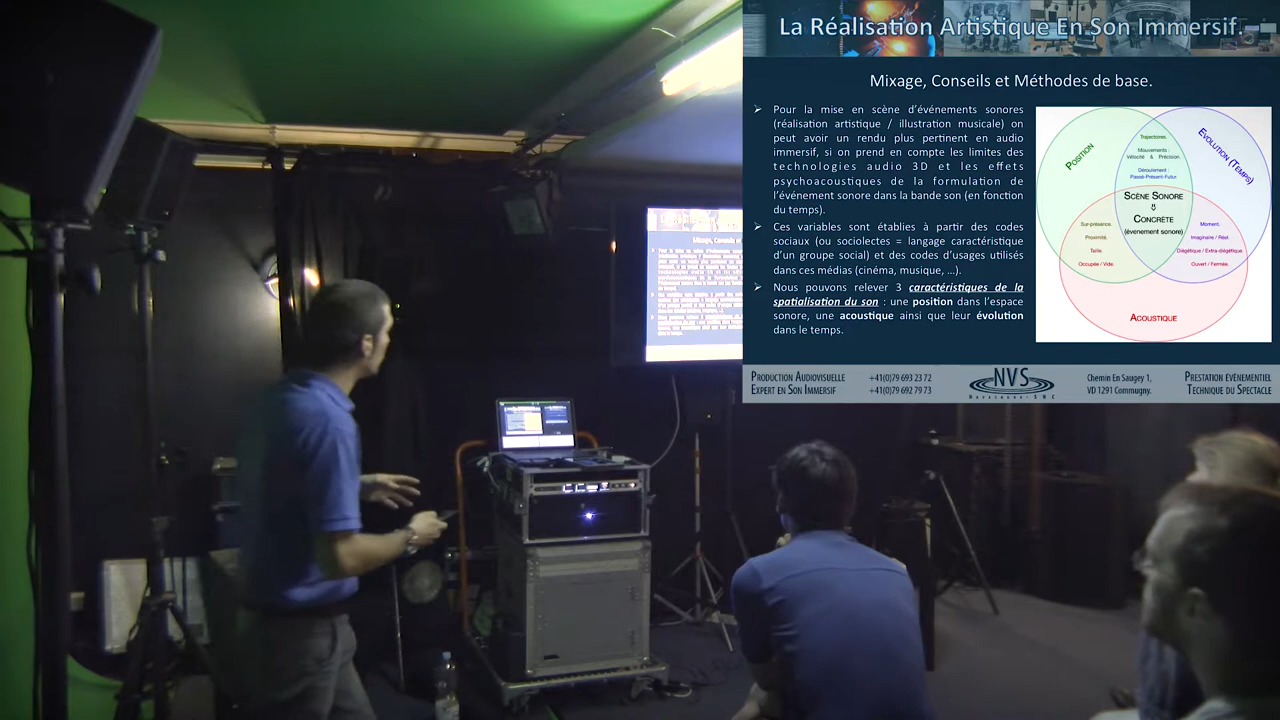 La Réalisation Artistique En Son Immersif.
Mixage, Conseils et Méthodes de base.
Pour la mise en scène d'événements sonores
(réalisation artistique / illustration musicale) on
peut avoir un rendu plus pertinent en audio
immersif, si on prend en compte les limites des
technologies audio 3D et les effets
psychoacoustiques de la formulation de
l'événement sonore dans la bande son (en fonction
du temps).
Ces variables sont établies à partir des codes
sociaux (ou sociolectes = langage caractéristique
d'un groupe social) et des codes d'usages utilisés
dans ces médias (cinéma, musique, ...).
Nous pouvons relever 3 caractéristiques de la
spatialisation du son : une position dans l'espace
sonore, une acoustique ainsi que leur évolution
dans le temps.
POSITION
EVOLUTION (TEMPS)
Trajectoires.
Mouvements :
Vélocité & Précision.
Déroulement :
Passé-Présent-Futur.
SCÈNE SONORE
CONCRÈTE
(évenement sonore)
Sur-présence.
Proximité.
Taille.
Occupée / Vide.
Moment.
Imaginaire / Réel.
Diégétique / Extra-diégétique.
Ouvert / Fermée.
ACOUSTIQUE
PRODUCTION AUDIOVISUELLE
EXPERT EN SON IMMERSIF
+41(0)79 693 23 72
+41(0)79 692 79 73
NVS
Chemin En Saugey 1,
VD 1291 Commugny.
PRESTATION ÉVÈNEMENTIEL
TECHNIQUE DU SPECTACLE